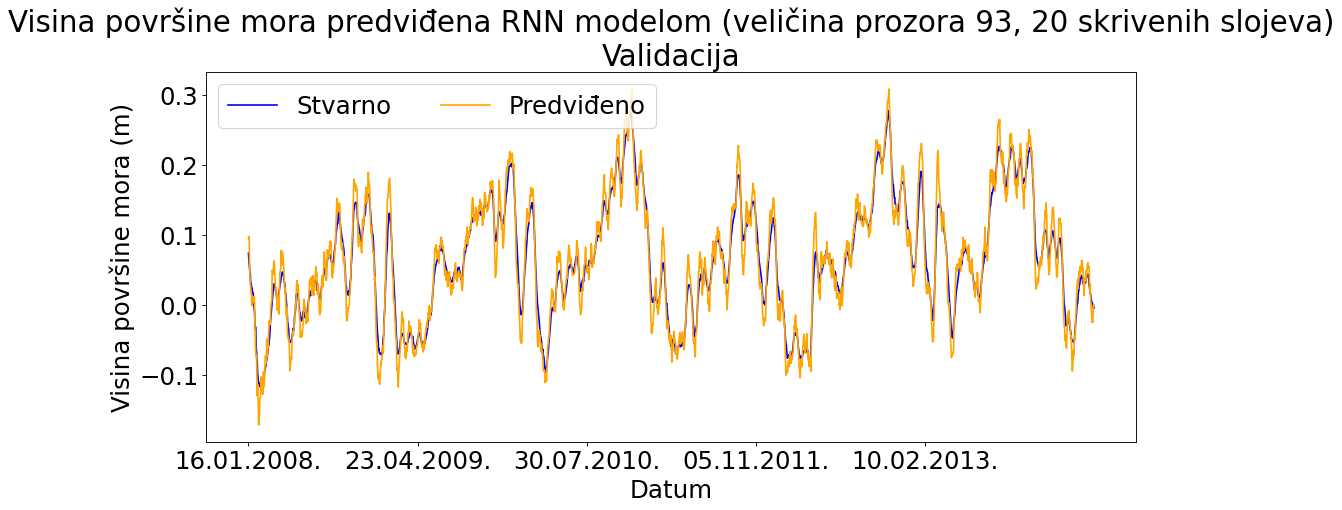 Visina površine mora predviđena RNN modelom (veličina prozora 93, 20 skrivenih slojeva)
Validacija
Stvarno Predviđeno
Visina površine mora (m)
0.3
0.2
0.1
0.0
−0.1
16.01.2008. 23.04.2009. 30.07.2010. 05.11.2011. 10.02.2013.
Datum